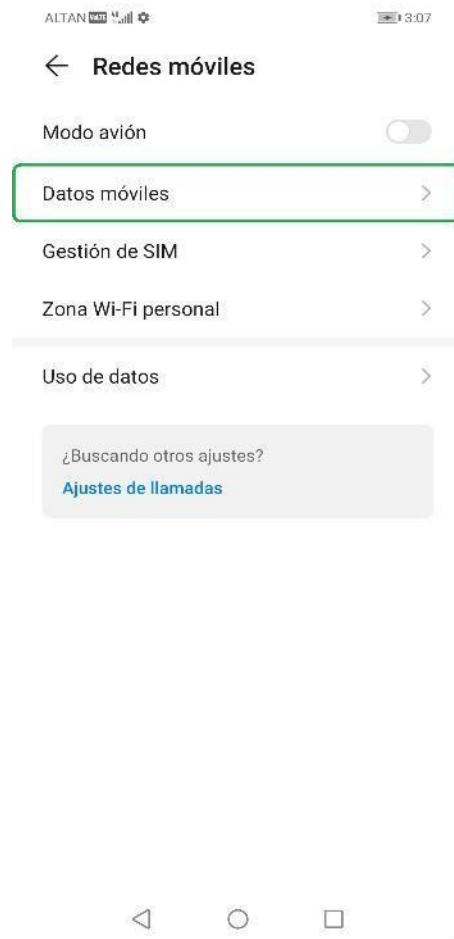 ALTAN VoLTE 3:07
Redes móviles
Modo avión
Datos móviles
Gestión de SIM
Zona Wi-Fi personal
Uso de datos
¿Buscando otros ajustes?
Ajustes de llamadas